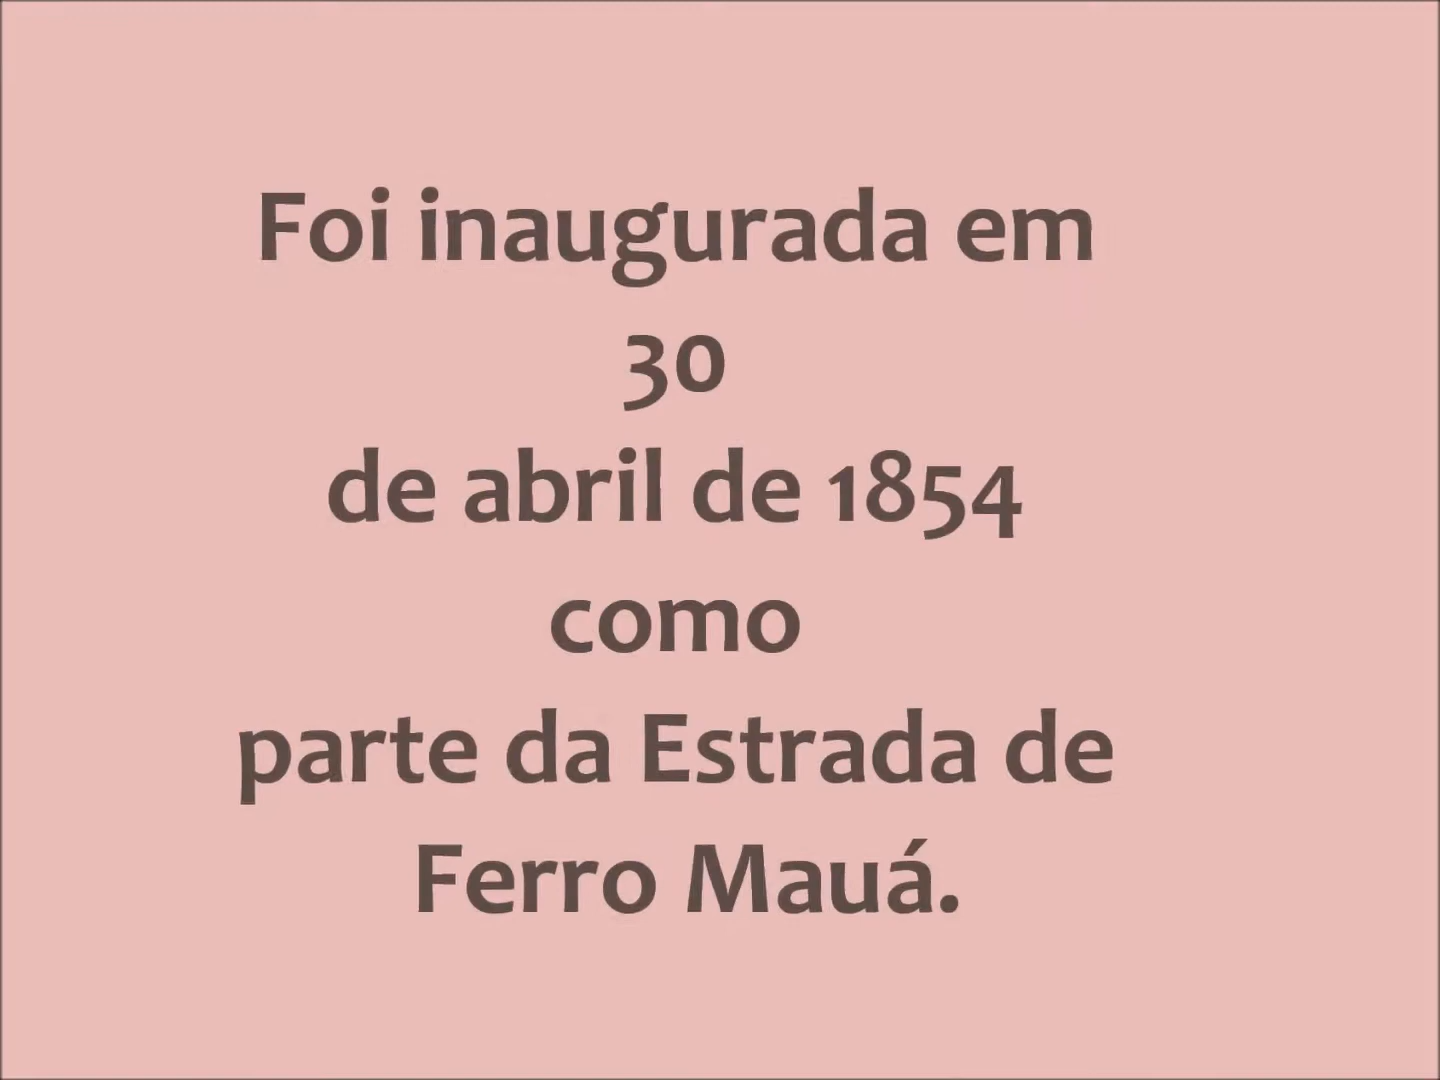 Foi inaugurada em
30
de abril de 1854
como
parte da Estrada de
Ferro Mauá.